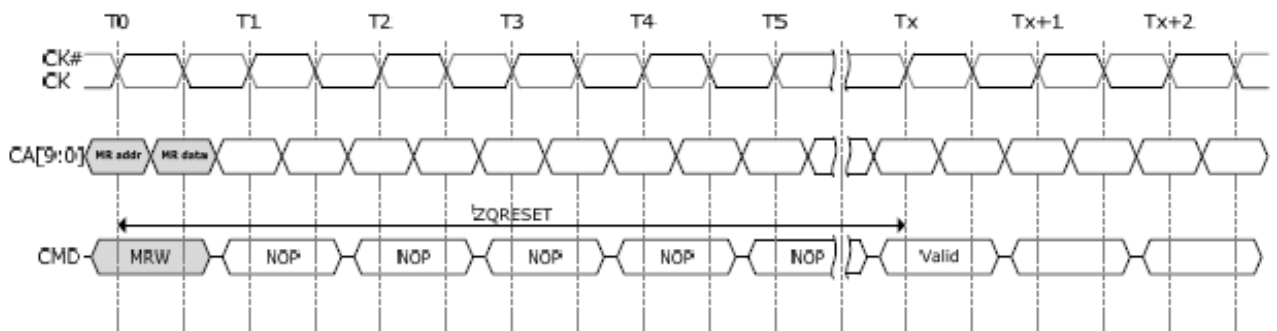 T0 T1 T2 T3 T4 T5 Tx Tx+1 Tx+2
CK#
CK
CA[9:0] MR addr MR data
tZQRESET
CMD MRW NOP NOP NOP NOP NOP Valid